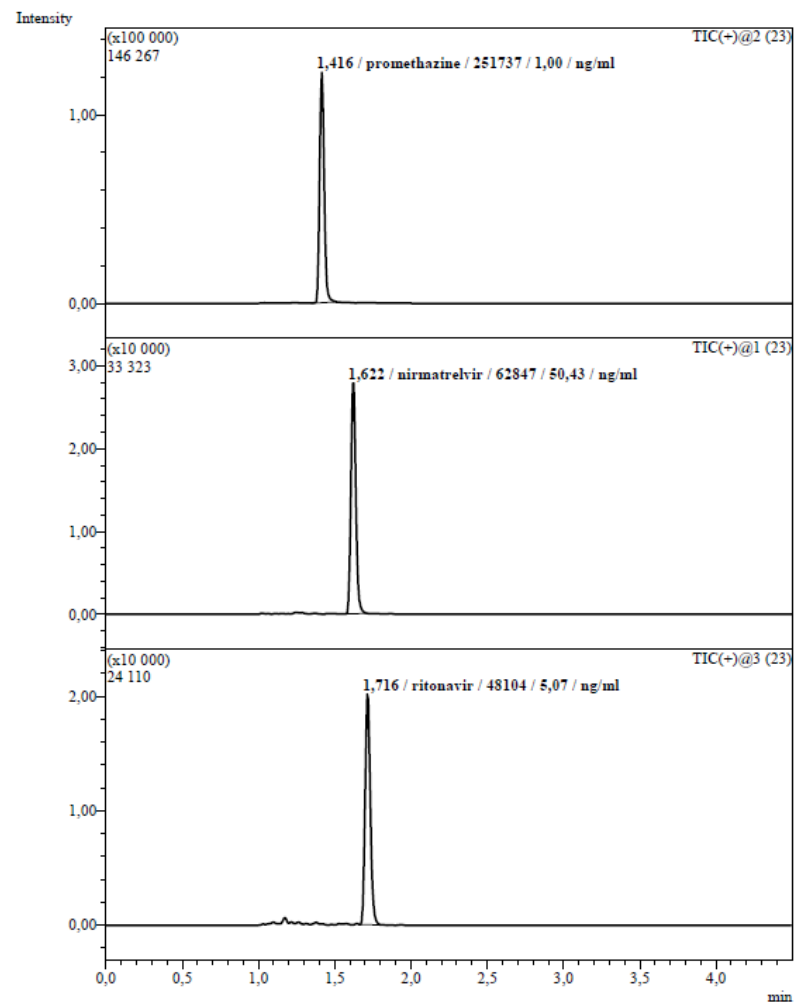 Intensity
(x100 000) TIC(+)@2 (23)
146 267
1,416 / promethazine / 251737 / 1,00 / ng/ml
1,00
0,00
(x10 000) TIC(+)@1 (23)
3,00 33 323
1,622 / nirmatrelvir / 62847 / 50,43 / ng/ml
2,00
1,00
0,00
(x10 000) TIC(+)@3 (23)
24 110
1,716 / ritonavir / 48104 / 5,07 / ng/ml
2,00
1,00
0,00
0,0 0,5 1,0 1,5 2,0 2,5 3,0 3,5 4,0
min